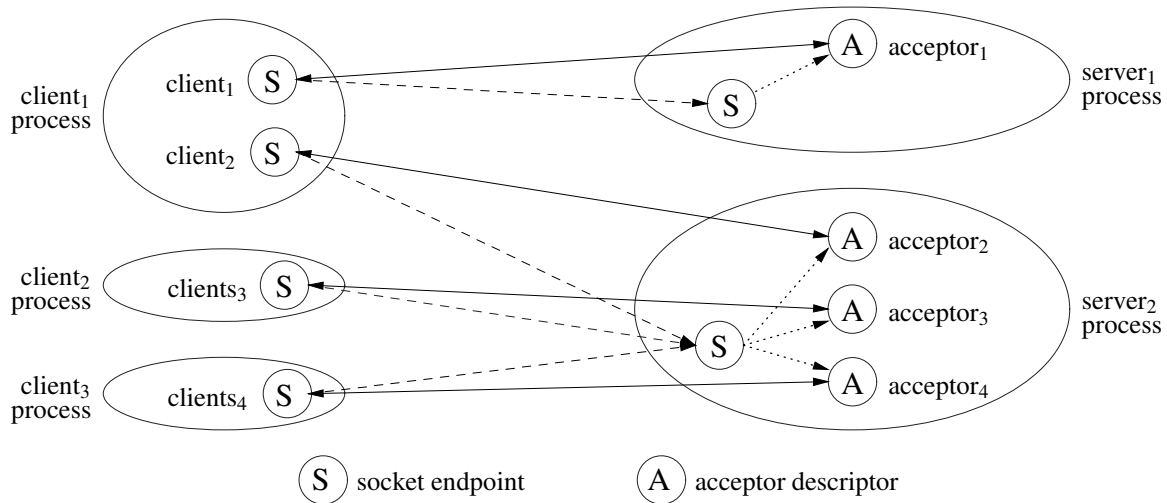 client₁
process
client₁
S
client₂
S
A
acceptor₁
S
server₁
process
client₂
process
clients₃
S
client₃
process
clients₄
S
A
acceptor₂
A
acceptor₃
S
A
acceptor₄
server₂
process
S socket endpoint
A acceptor descriptor